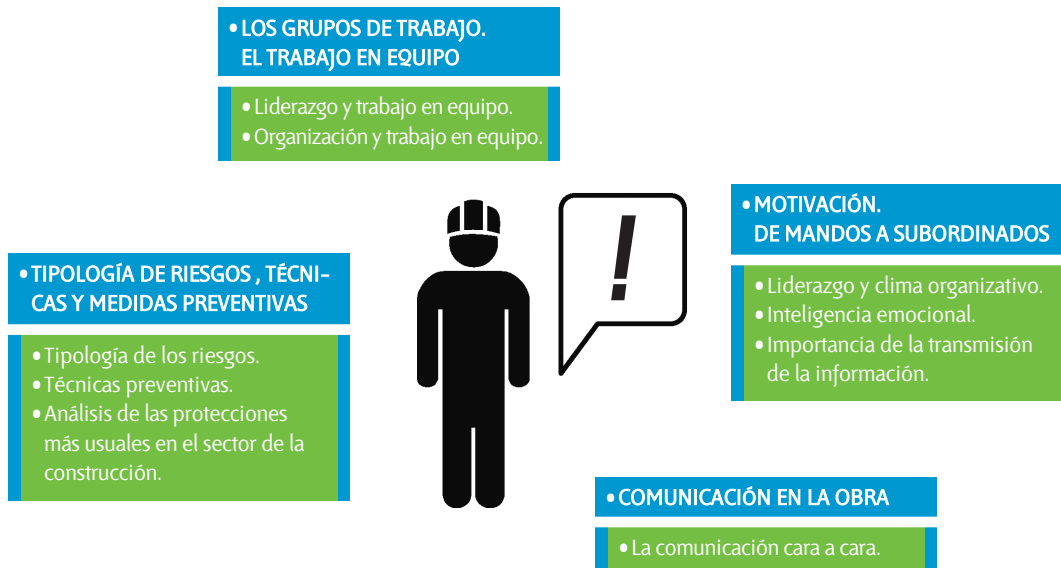 • LOS GRUPOS DE TRABAJO.
EL TRABAJO EN EQUIPO
• Liderazgo y trabajo en equipo.
• Organización y trabajo en equipo.
!
• MOTIVACIÓN.
DE MANDOS A SUBORDINADOS
• Liderazgo y clima organizativo.
• Inteligencia emocional.
• Importancia de la transmisión
de la información.
• TIPOLOGÍA DE RIESGOS , TÉCNI-
CAS Y MEDIDAS PREVENTIVAS
• Tipología de los riesgos.
• Técnicas preventivas.
• Análisis de las protecciones
más usuales en el sector de la
construcción.
• COMUNICACIÓN EN LA OBRA
• La comunicación cara a cara.